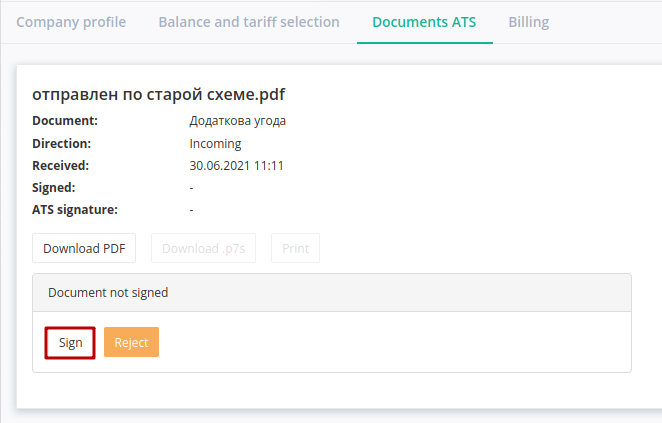 Company profile Balance and tariff selection Documents ATS Billing
отправлен по старой схеме.pdf
Document: Додаткова угода
Direction: Incoming
Received: 30.06.2021 11:11
Signed: -
ATS signature: -
Download PDF Download .p7s Print
Document not signed
Sign Reject